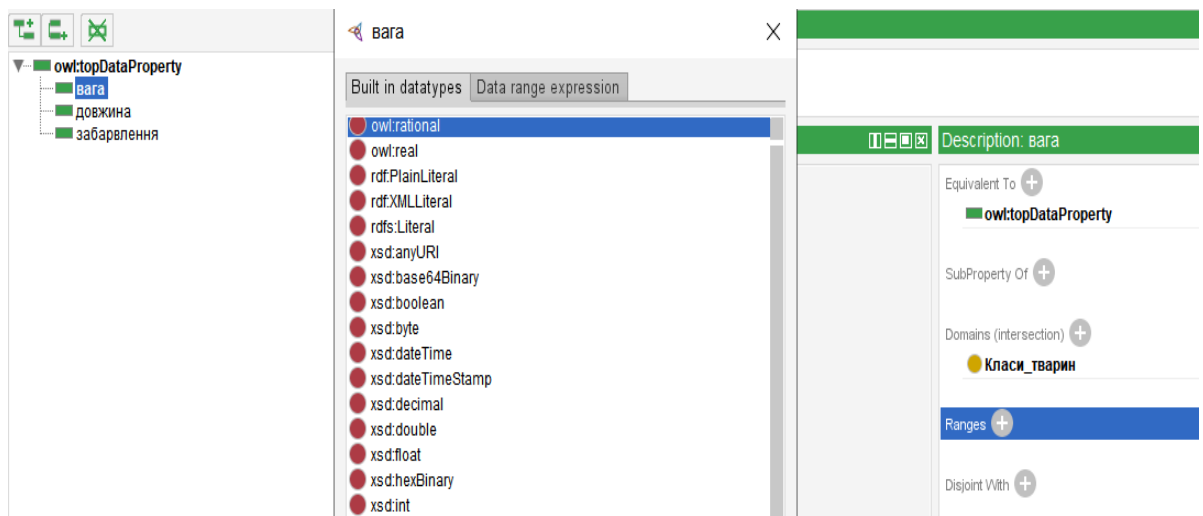 owl:topDataProperty
вага
довжина
забарвлення
вага
Built in datatypes
Data range expression
owl:rational
owl:real
rdf:PlainLiteral
rdf:XMLLiteral
rdfs:Literal
xsd:anyURI
xsd:base64Binary
xsd:boolean
xsd:byte
xsd:dateTime
xsd:dateTimeStamp
xsd:decimal
xsd:double
xsd:float
xsd:hexBinary
xsd:int
Description: вага
Equivalent To
owl:topDataProperty
SubProperty Of
Domains (intersection)
Класи_тварин
Ranges
Disjoint With